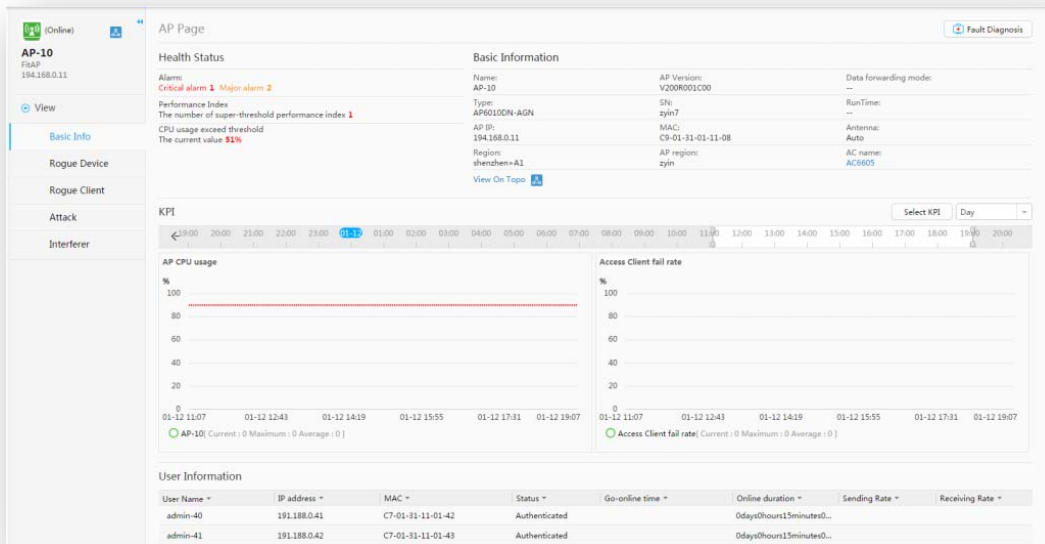 (Online)
AP-10
FitAP
194.168.0.11
View
Basic Info
Rogue Device
Rogue Client
Attack
Interferer
AP Page
Fault Diagnosis
Health Status
Alarm:
Critical alarm 1 Major alarm 2
Performance Index
The number of super-threshold performance index 1
CPU usage exceed threshold
The current value 51%
Basic Information
Name: AP Version: Data forwarding mode:
AP-10 V200R001C00 --
Type: SN: RunTime:
AP6010DN-AGN zyin7 --
AP IP: MAC: Antenna:
194.168.0.11 C9-01-31-01-11-08 Auto
Region: AP region: AC name:
shenzhen»A1 zyin AC6605
View On Topo
KPI
Select KPI Day
19:00 20:00 21:00 22:00 23:00 01-12 01:00 02:00 03:00 04:00 05:00 06:00 07:00 08:00 09:00 10:00 11:00 12:00 13:00 14:00 15:00 16:00 17:00 18:00 19:00 20:00
AP CPU usage
%
100
80
60
40
20
0
01-12 11:07 01-12 12:43 01-12 14:19 01-12 15:55 01-12 17:31 01-12 19:07
AP-10[ Current : 0 Maximum : 0 Average : 0 ]
Access Client fail rate
%
100
80
60
40
20
0
01-12 11:07 01-12 12:43 01-12 14:19 01-12 15:55 01-12 17:31 01-12 19:07
Access Client fail rate[ Current : 0 Maximum : 0 Average : 0 ]
User Information
User Name IP address MAC Status Go-online time Online duration Sending Rate Receiving Rate
admin-40 191.188.0.41 C7-01-31-11-01-42 Authenticated 0days0hours15minutes0...
admin-41 191.188.0.42 C7-01-31-11-01-43 Authenticated 0days0hours15minutes0...